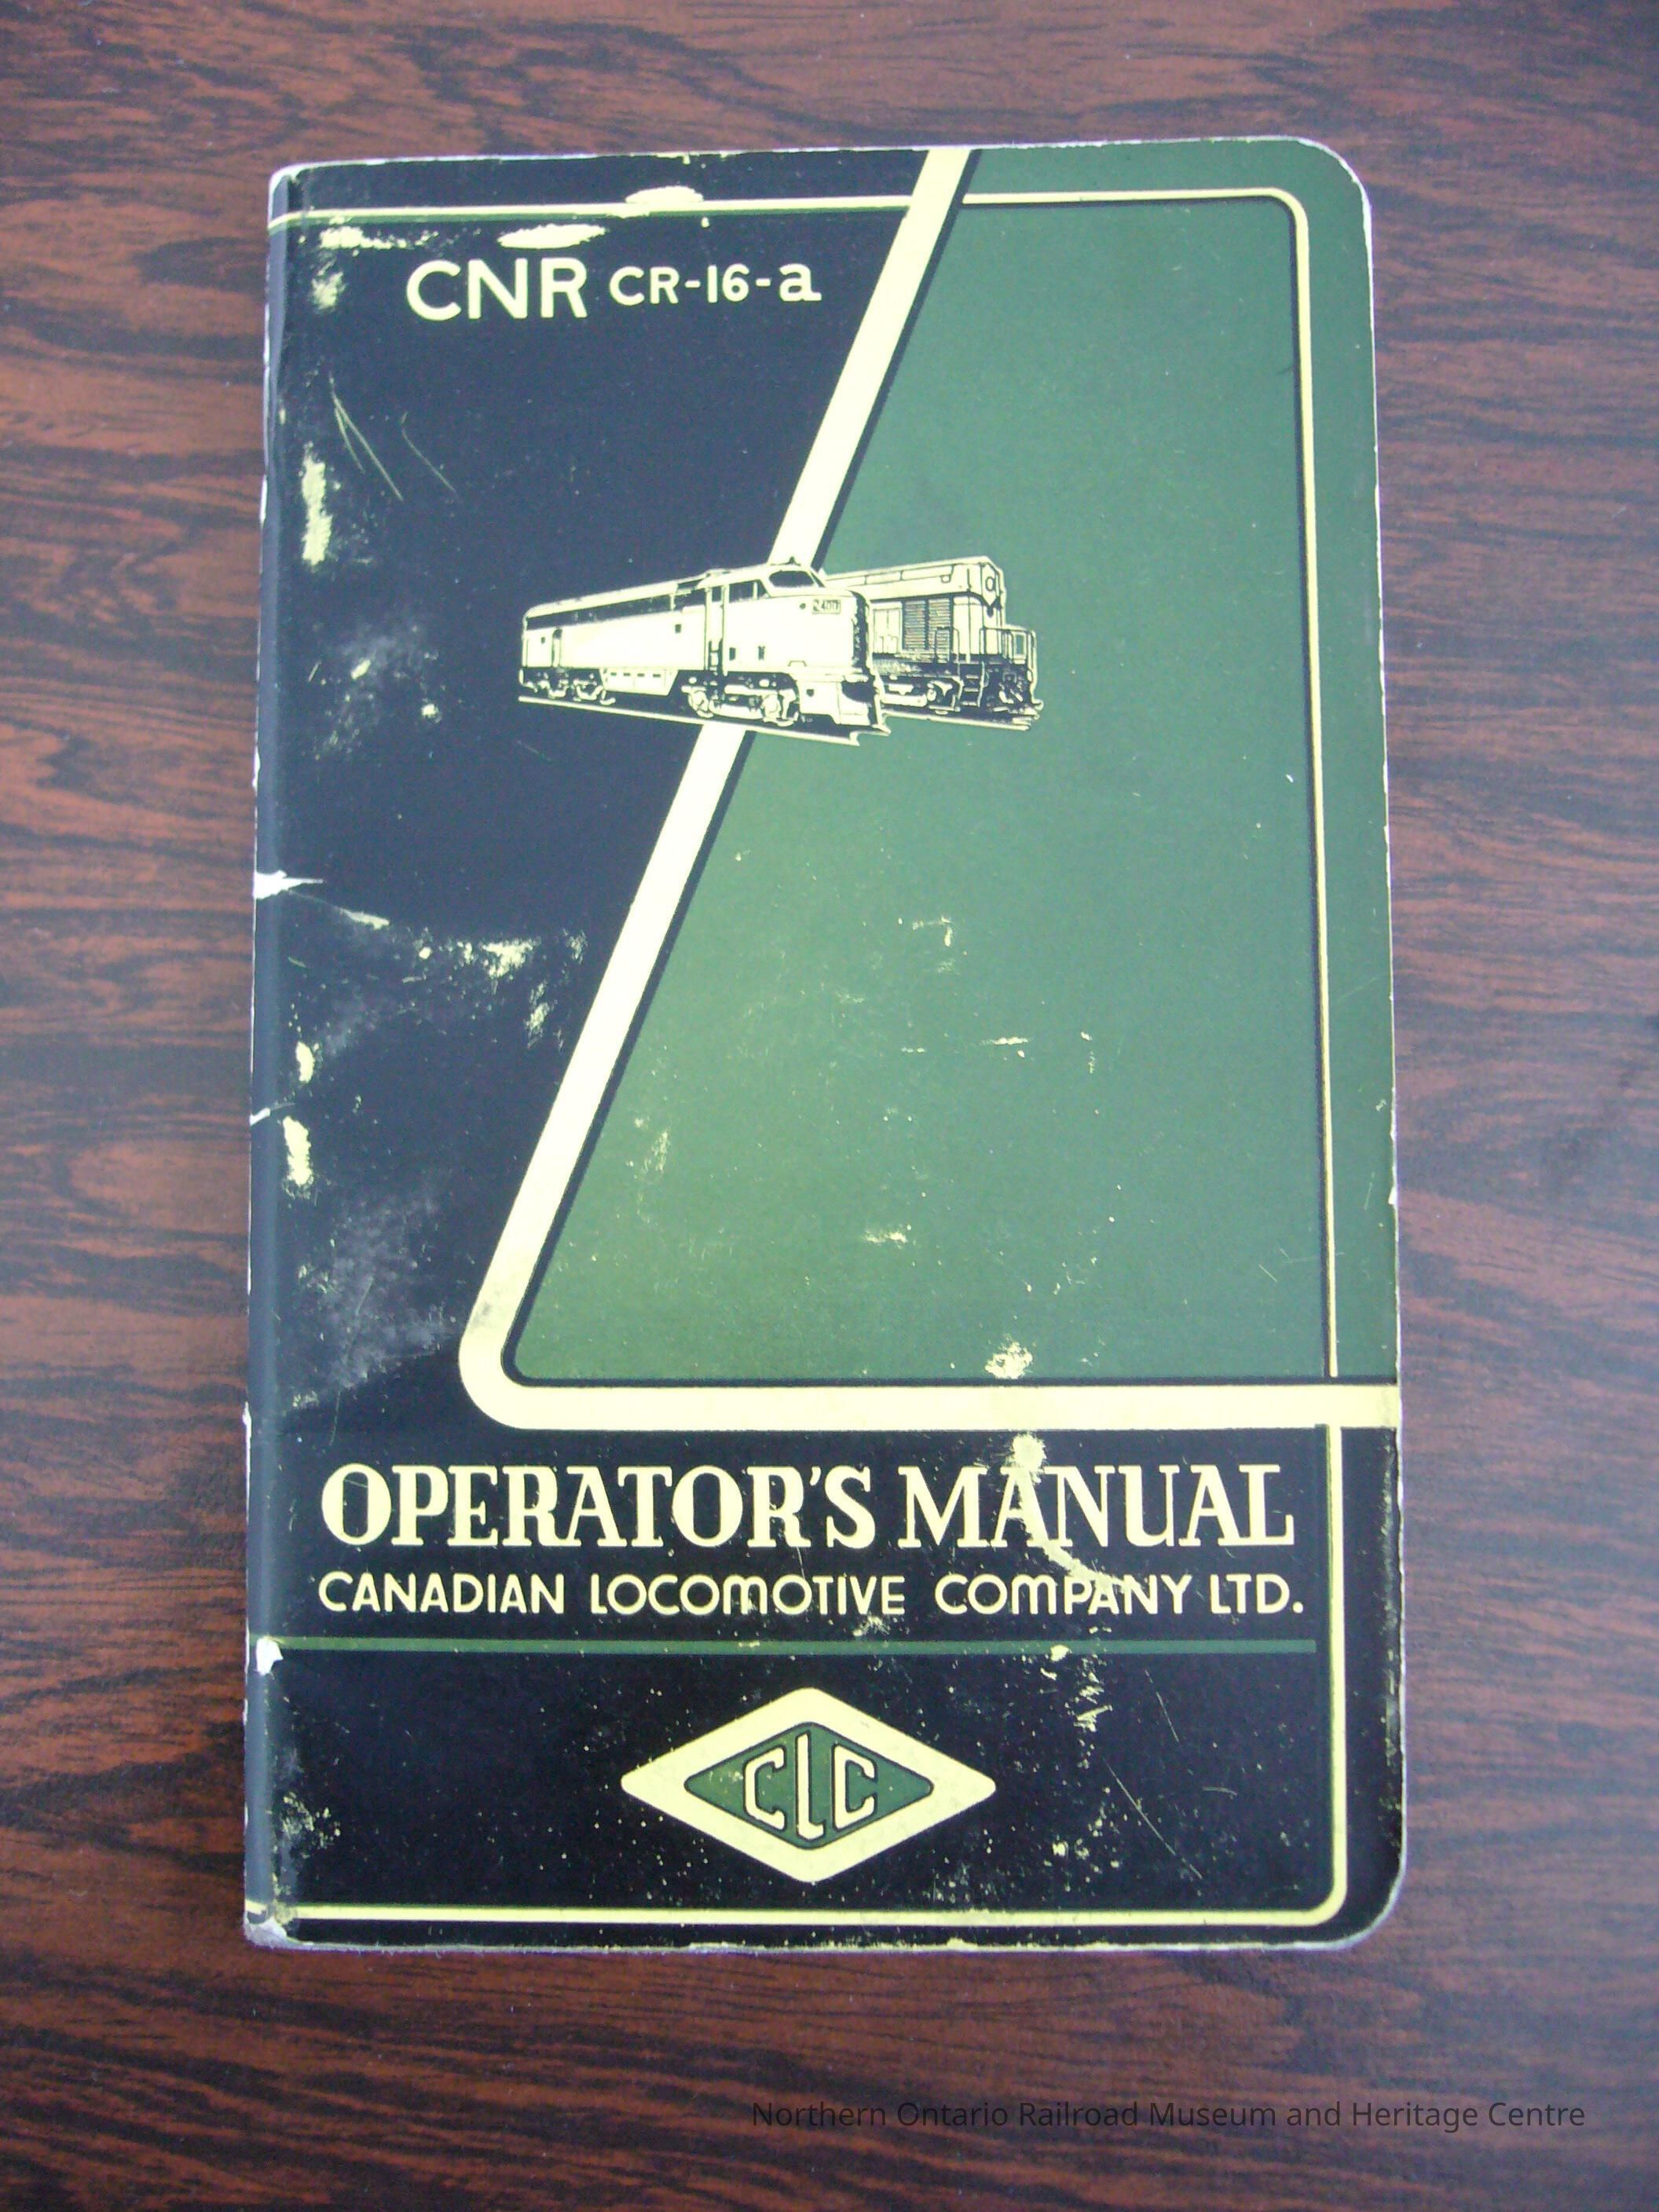 CNR CR-16-a
OPERATOR'S MANUAL
CANADIAN LOCOMOTIVE COMPANY LTD.
CLC
Northern Ontario Railroad Museum and Heritage Centre